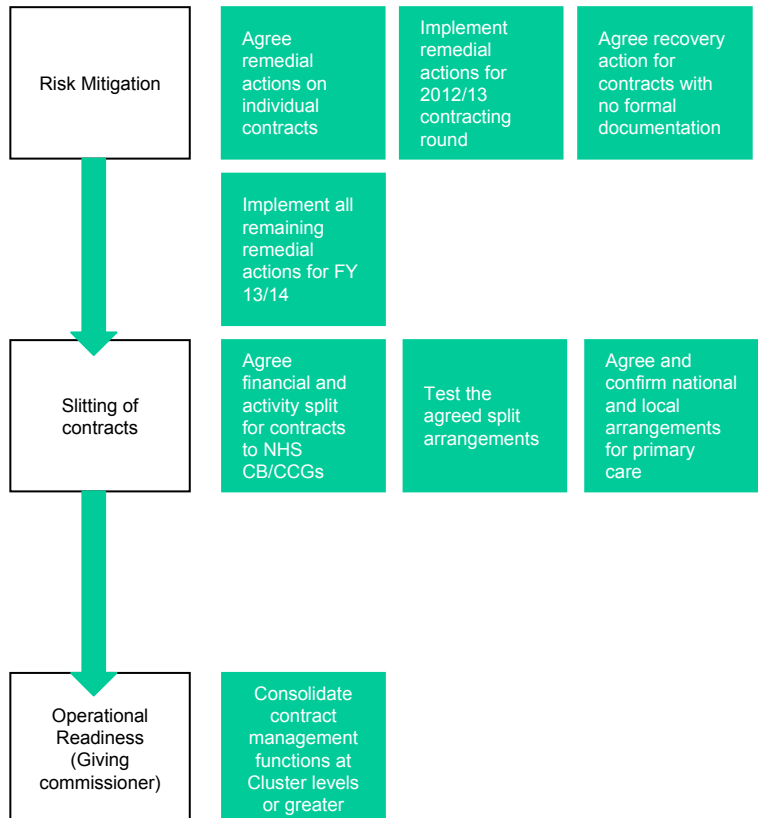 Risk Mitigation
Agree
remedial
actions on
individual
contracts
Implement
remedial
actions for
2012/13
contracting
round
Agree recovery
action for
contracts with
no formal
documentation
Implement all
remaining
remedial
actions for FY
13/14
Slitting of
contracts
Agree
financial and
activity split
for contracts
to NHS
CB/CCGs
Test the
agreed split
arrangements
Agree and
confirm national
and local
arrangements
for primary
care
Operational
Readiness
(Giving
commissioner)
Consolidate
contract
management
functions at
Cluster levels
or greater